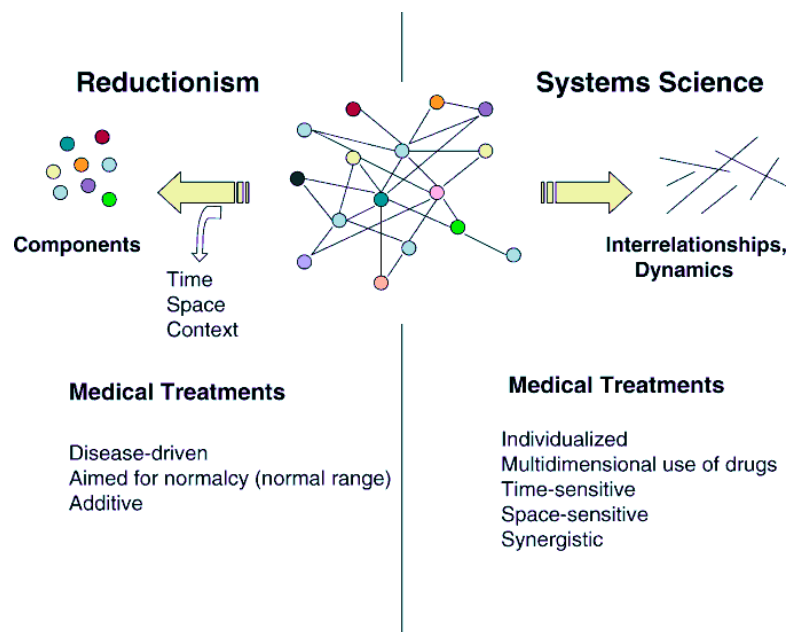 Reductionism
Components
Time
Space
Context
Medical Treatments
Disease-driven
Aimed for normalcy (normal range)
Additive
Systems Science
Interrelationships,
Dynamics
Medical Treatments
Individualized
Multidimensional use of drugs
Time-sensitive
Space-sensitive
Synergistic